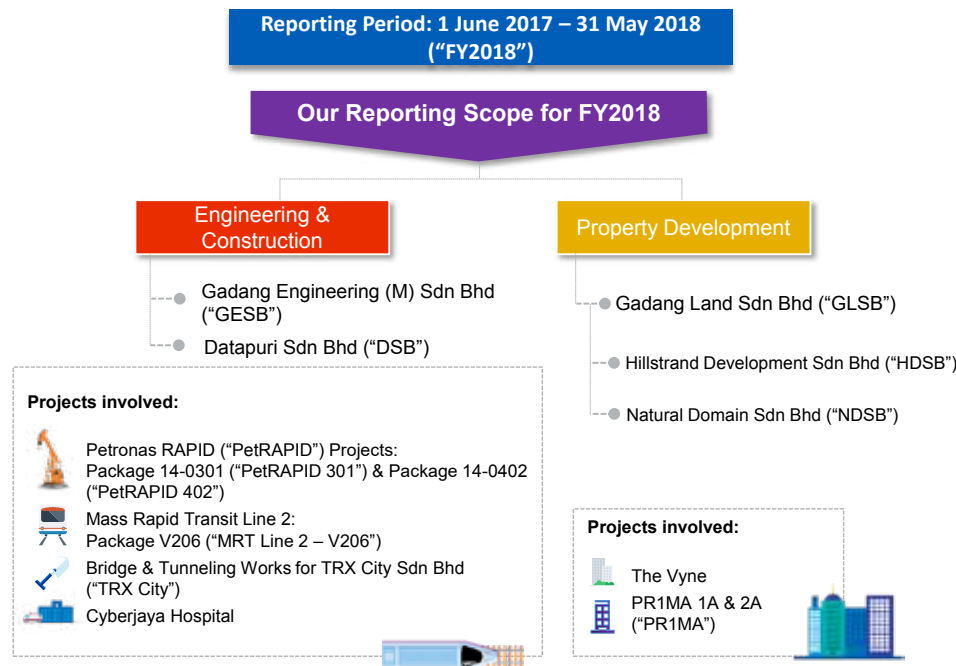 Reporting Period: 1 June 2017 – 31 May 2018
(“FY2018”)
Our Reporting Scope for FY2018
Engineering &
Construction
Gadang Engineering (M) Sdn Bhd
(“GESB”)
Datapuri Sdn Bhd (“DSB”)
Projects involved:
Petronas RAPID (“PetRAPID”) Projects:
Package 14-0301 (“PetRAPID 301”) & Package 14-0402
(“PetRAPID 402”)
Mass Rapid Transit Line 2:
Package V206 (“MRT Line 2 – V206”)
Bridge & Tunneling Works for TRX City Sdn Bhd
(“TRX City”)
Cyberjaya Hospital
Property Development
Gadang Land Sdn Bhd (“GLSB”)
Hillstrand Development Sdn Bhd (“HDSB”)
Natural Domain Sdn Bhd (“NDSB”)
Projects involved:
The Vyne
PR1MA 1A & 2A
(“PR1MA”)